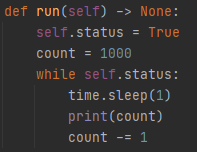 def run(self) -> None:
    self.status = True
    count = 1000
    while self.status:
        time.sleep(1)
        print(count)
        count -= 1